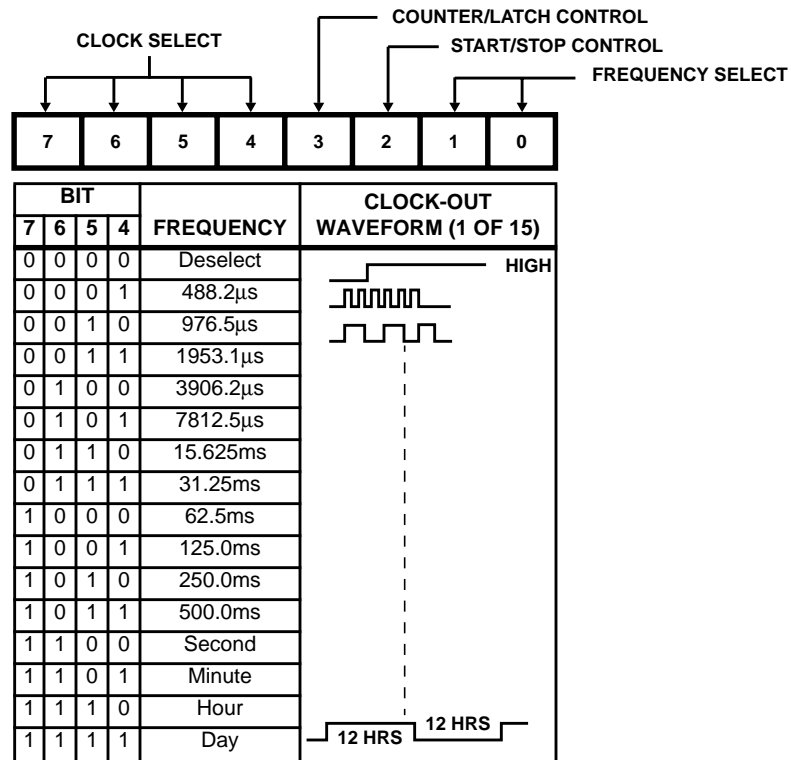 COUNTER/LATCH CONTROL
CLOCK SELECT
START/STOP CONTROL
FREQUENCY SELECT
7 6 5 4 3 2 1 0
BIT
CLOCK-OUT
7 6 5 4 FREQUENCY WAVEFORM (1 OF 15)
0 0 0 0 Deselect HIGH
0 0 0 1 488.2μs
0 0 1 0 976.5μs
0 0 1 1 1953.1μs
0 1 0 0 3906.2μs
0 1 0 1 7812.5μs
0 1 1 0 15.625ms
0 1 1 1 31.25ms
1 0 0 0 62.5ms
1 0 0 1 125.0ms
1 0 1 0 250.0ms
1 0 1 1 500.0ms
1 1 0 0 Second
1 1 0 1 Minute
1 1 1 0 Hour
1 1 1 1 Day 12 HRS 12 HRS